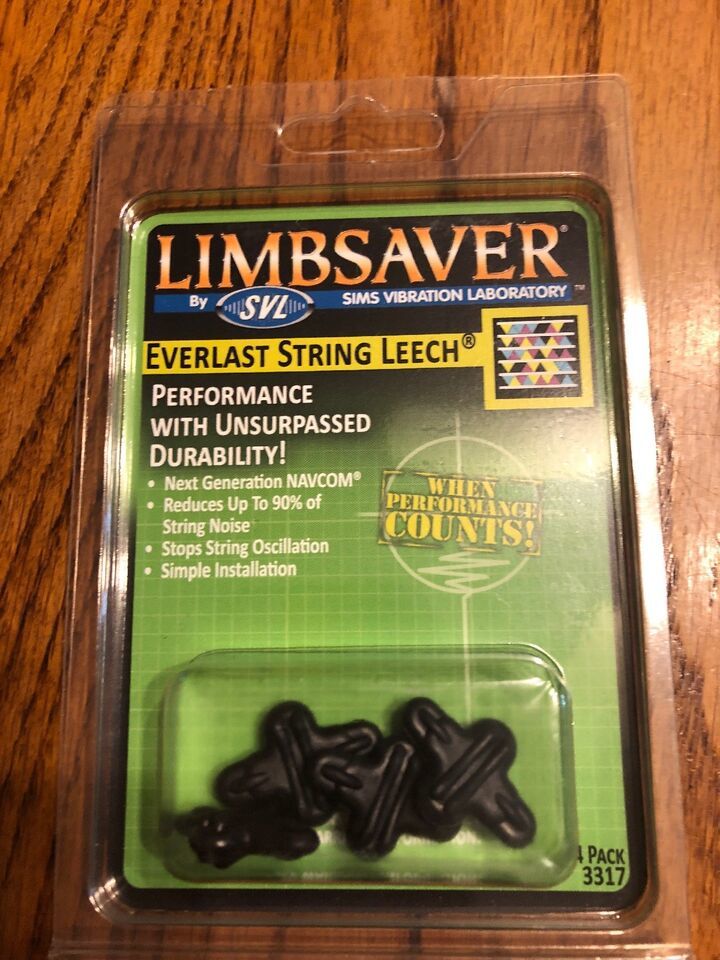 LIMBSAVER®
By SVL SIMS VIBRATION LABORATORY™
EVERLAST STRING LEECH®
PERFORMANCE
WITH UNSURPASSED
DURABILITY!
• Next Generation NAVCOM®
• Reduces Up To 90% of
String Noise
• Stops String Oscillation
• Simple Installation
WHEN
PERFORMANCE
COUNTS!
4 PACK
3317